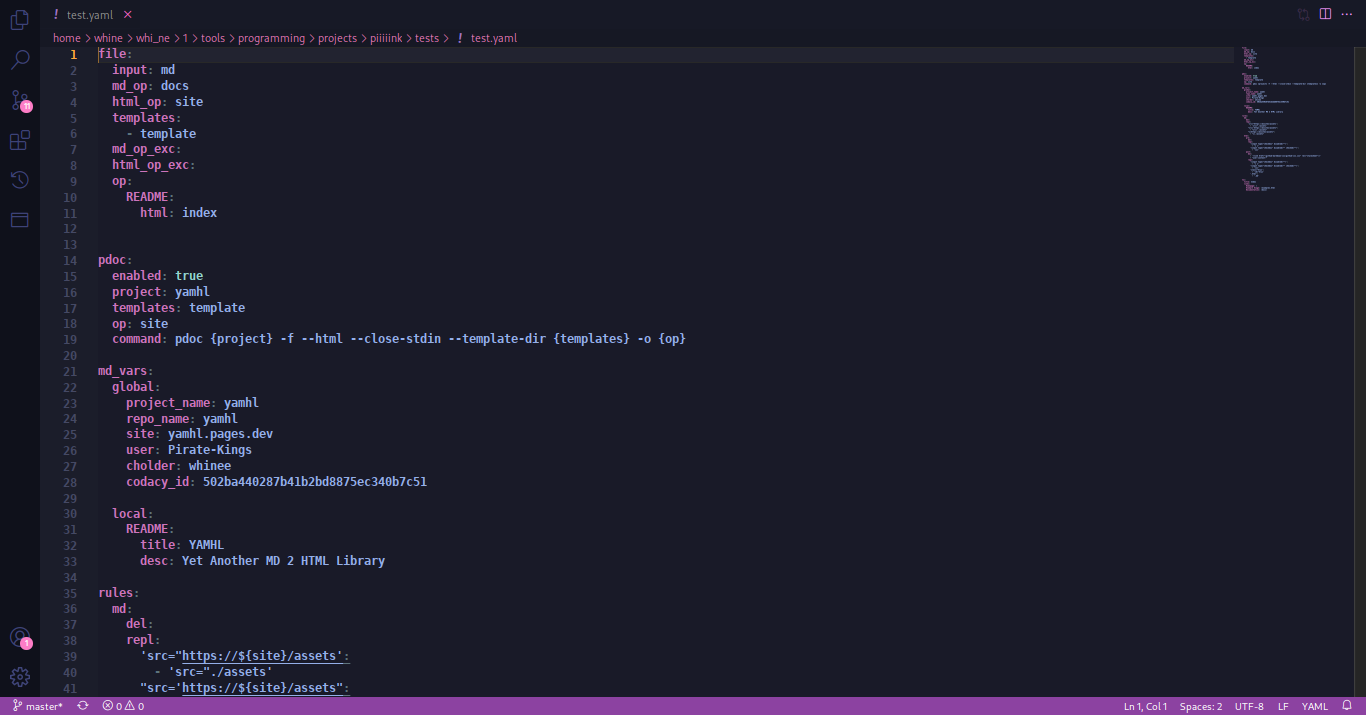 ! test.yaml ×
home > whine > whi_ne > 1 > tools > programming > projects > piiiiink > tests > ! test.yaml
1 file:
2   input: md
3   md_op: docs
4   html_op: site
5   templates:
6     - template
7   md_op_exc:
8   html_op_exc:
9   op:
10     README:
11       html: index
12
13
14 pdoc:
15   enabled: true
16   project: yamhl
17   templates: template
18   op: site
19   command: pdoc {project} -f --html --close-stdin --template-dir {templates} -o {op}
20
21 md_vars:
22   global:
23     project_name: yamhl
24     repo_name: yamhl
25     site: yamhl.pages.dev
26     user: Pirate-Kings
27     cholder: whinee
28     codacy_id: 502ba440287b41b2bd8875ec340b7c51
29
30   local:
31     README:
32       title: YAMHL
33       desc: Yet Another MD 2 HTML Library
34
35 rules:
36   md:
37     del:
38     repl:
39       'src="https://${site}/assets':
40         - 'src="./assets'
41       "src='https://${site}/assets":
11
1
master* 0 0 Ln 1, Col 1 Spaces: 2 UTF-8 LF YAML